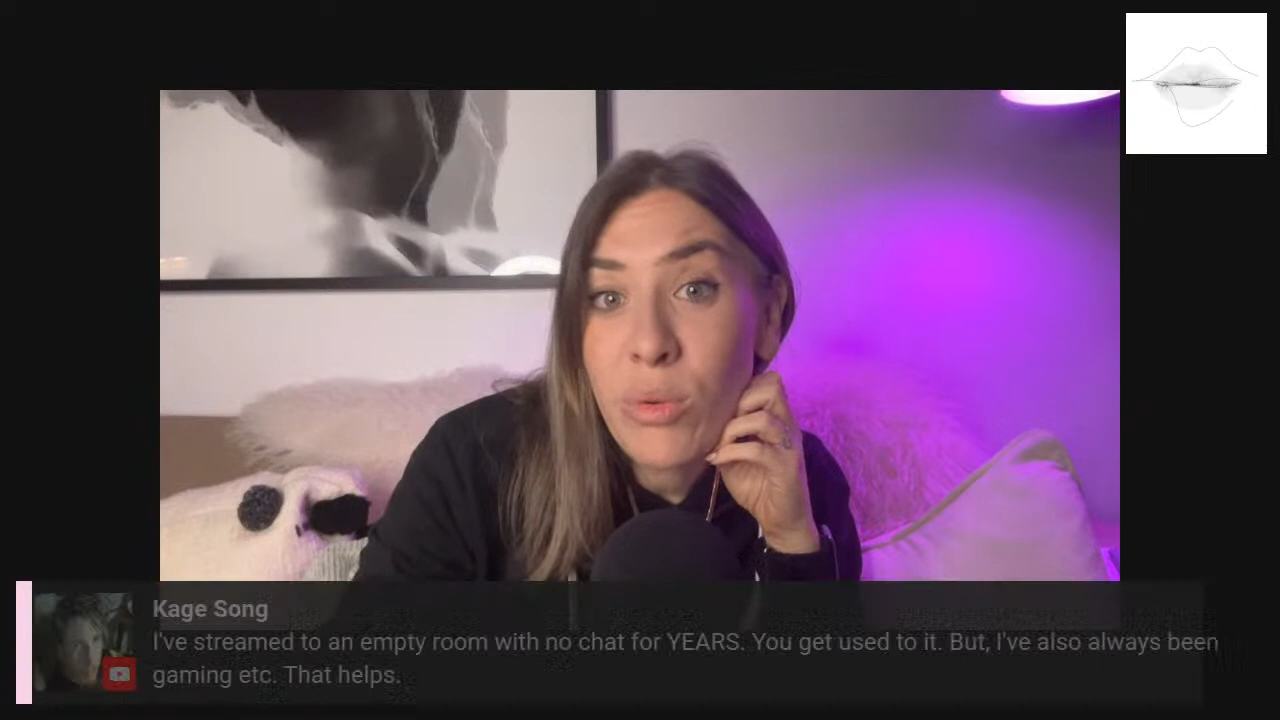 Kage Song
I've streamed to an empty room with no chat for YEARS. You get used to it. But, I've also always been
gaming etc. That helps.